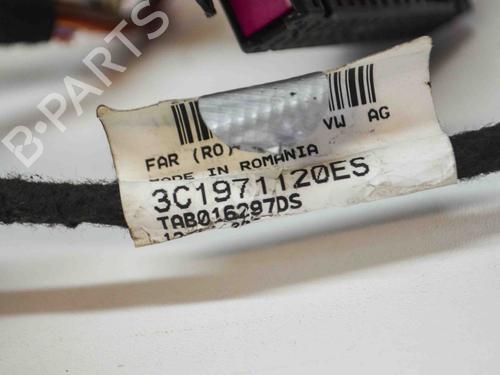 B-PARTS
VW AG
FAR (RO)
MADE IN ROMANIA
3C1971120ES
TAB016297DS